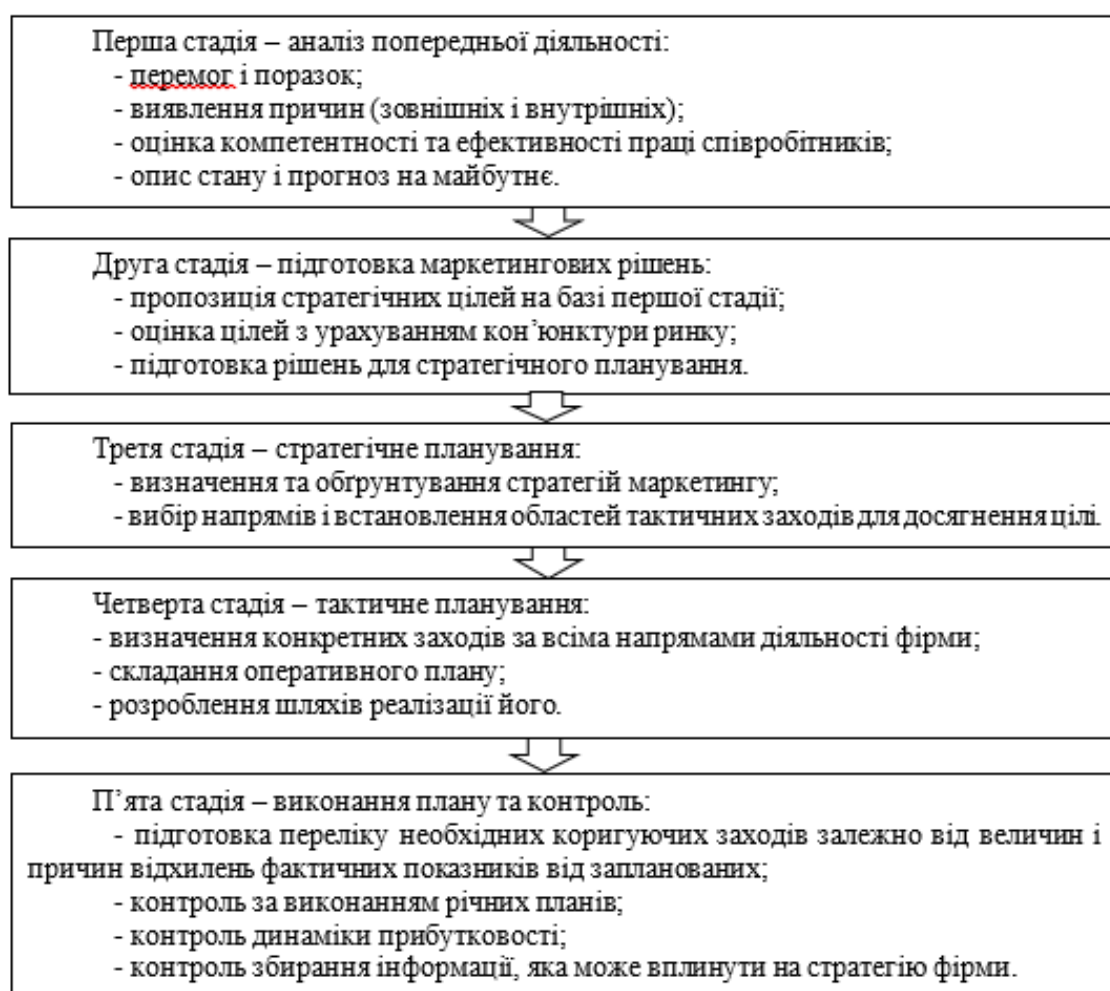 Перша стадія – аналіз попередньої діяльності:
- перемог і поразок;
- виявлення причин (зовнішніх і внутрішніх);
- оцінка компетентності та ефективності праці співробітників;
- опис стану і прогноз на майбутнє.
Друга стадія – підготовка маркетингових рішень:
- пропозиція стратегічних цілей на базі першої стадії;
- оцінка цілей з урахуванням кон’юнктури ринку;
- підготовка рішень для стратегічного планування.
Третя стадія – стратегічне планування:
- визначення та обґрунтування стратегій маркетингу;
- вибір напрямів і встановлення областей тактичних заходів для досягнення цілі.
Четверта стадія – тактичне планування:
- визначення конкретних заходів за всіма напрямами діяльності фірми;
- складання оперативного плану;
- розроблення шляхів реалізації його.
П’ята стадія – виконання плану та контроль:
- підготовка переліку необхідних коригуючих заходів залежно від величин і
причин відхилень фактичних показників від запланованих;
- контроль за виконанням річних планів;
- контроль динаміки прибутковості;
- контроль збирання інформації, яка може вплинути на стратегію фірми.